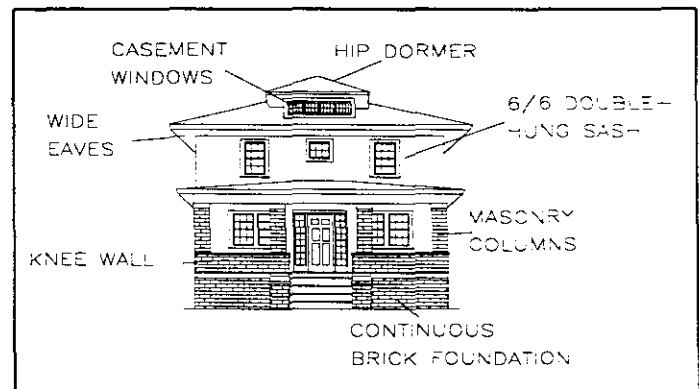 CASEMENT
WINDOWS
HIP DORMER
6/6 DOUBLE-
HUNG SASH
WIDE
EAVES
MASONRY
COLUMNS
KNEE WALL
CONTINUOUS
BRICK FOUNDATION